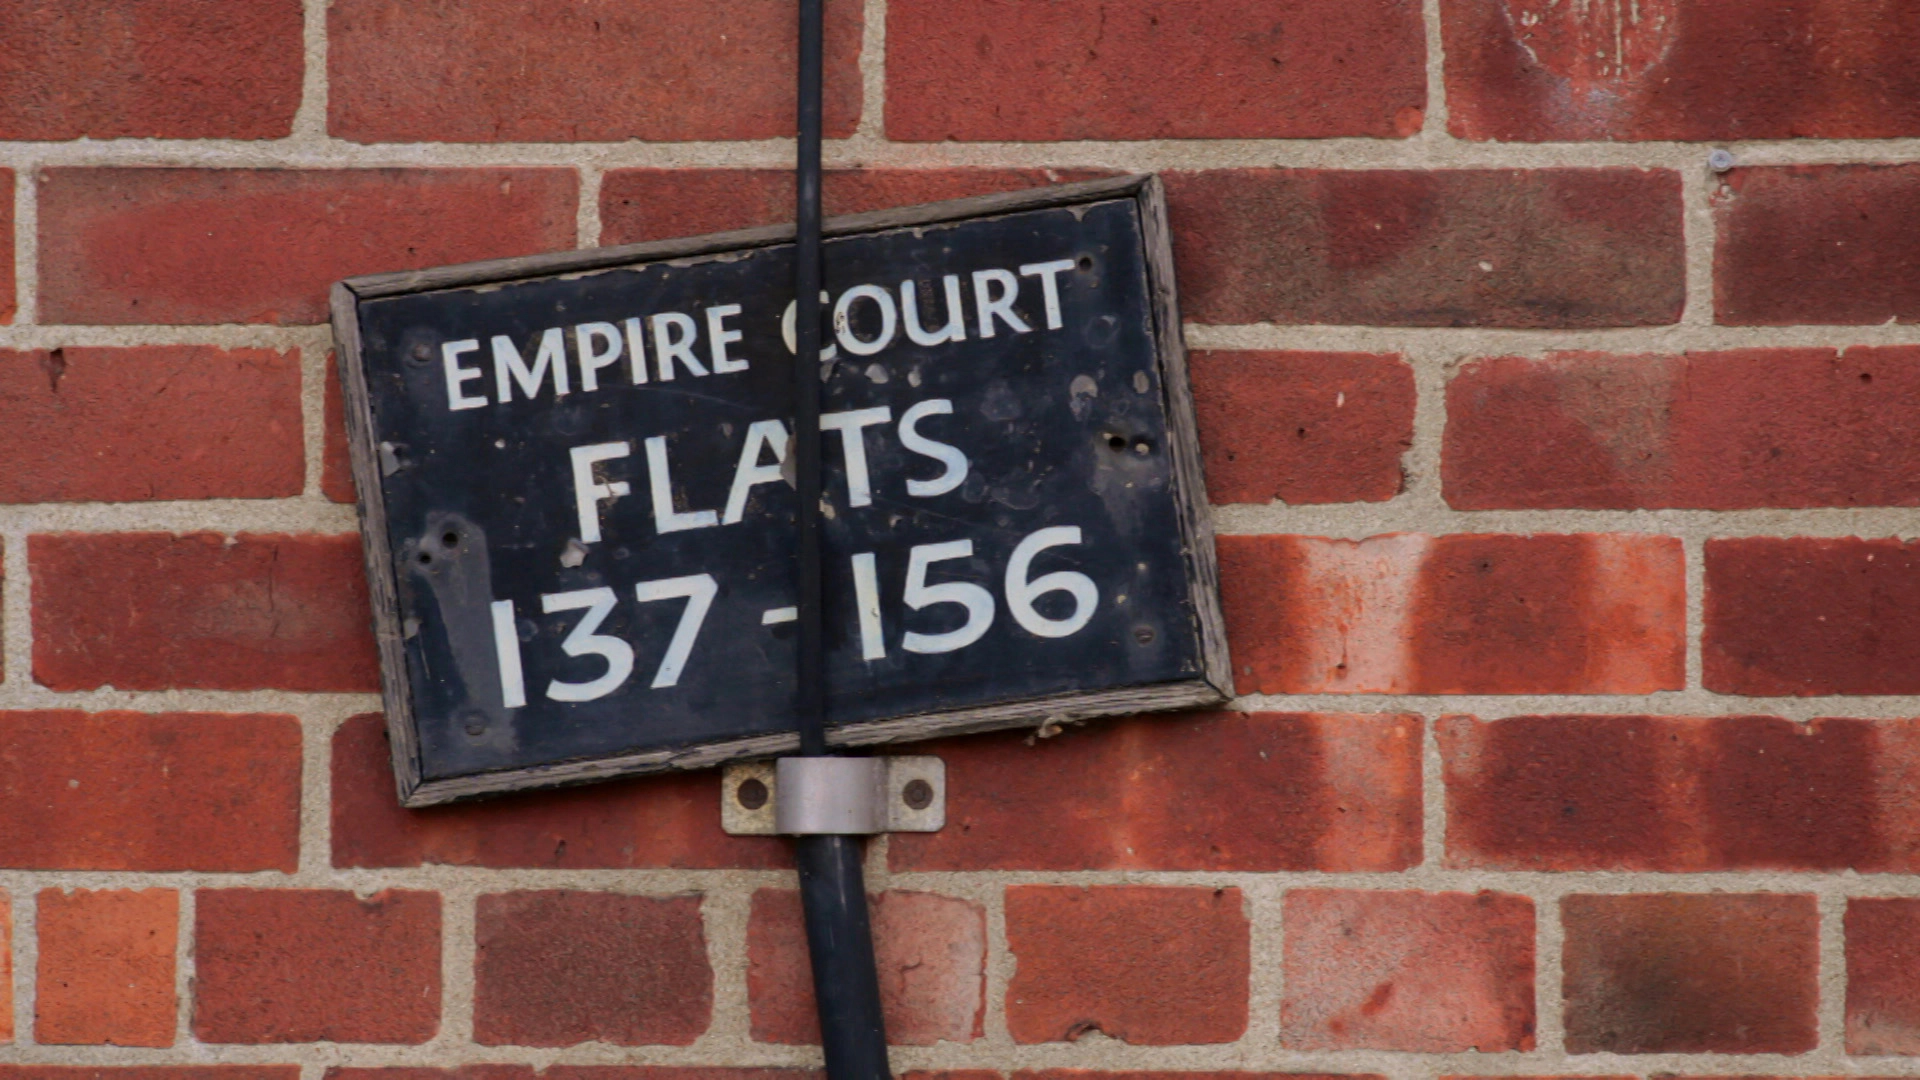 EMPIRE COURT
FLATS
137 - 156